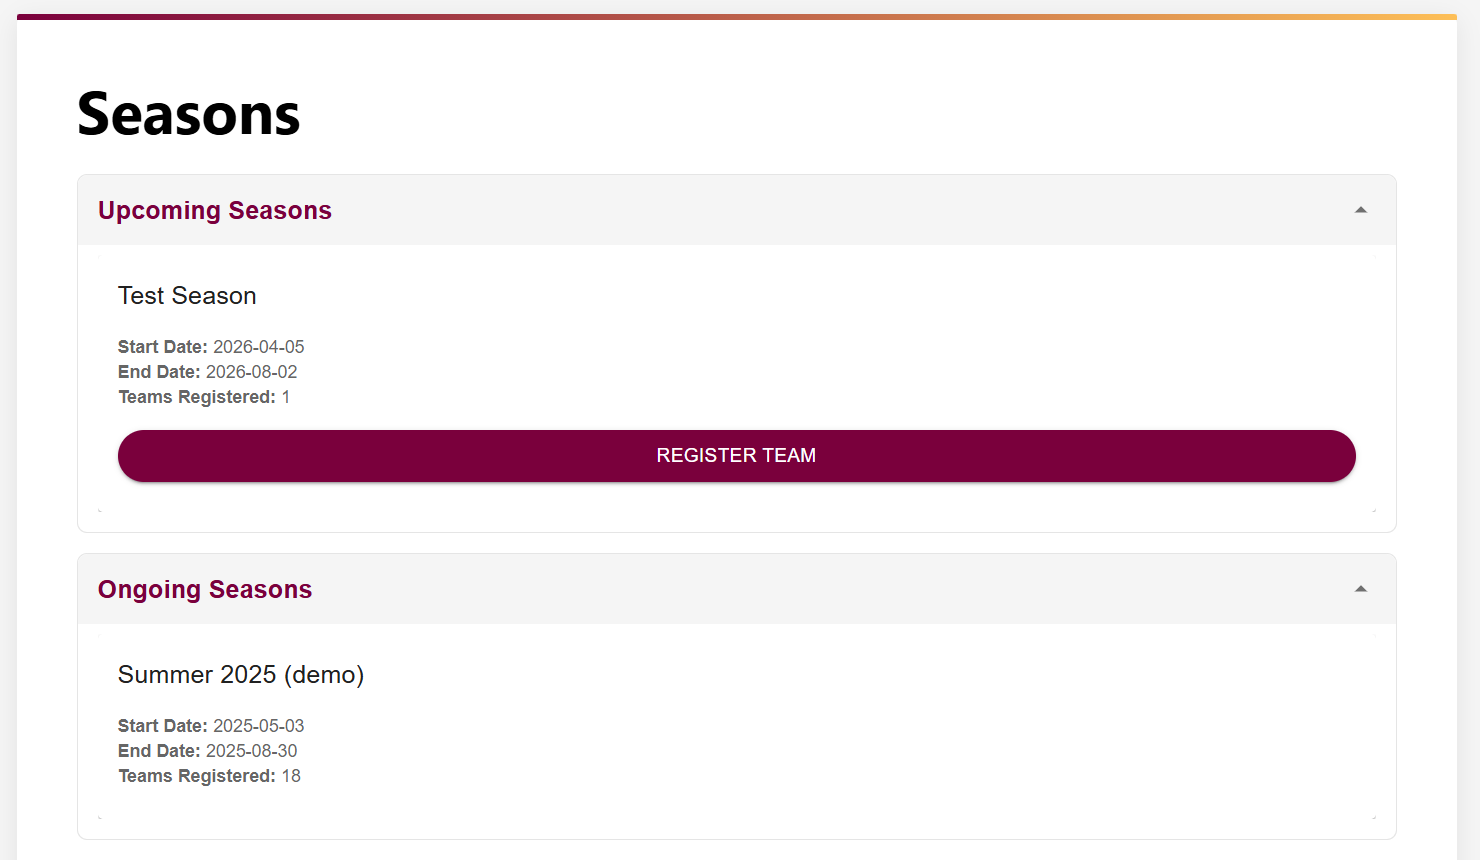 Seasons
Upcoming Seasons
Test Season
Start Date: 2026-04-05
End Date: 2026-08-02
Teams Registered: 1
REGISTER TEAM
Ongoing Seasons
Summer 2025 (demo)
Start Date: 2025-05-03
End Date: 2025-08-30
Teams Registered: 18